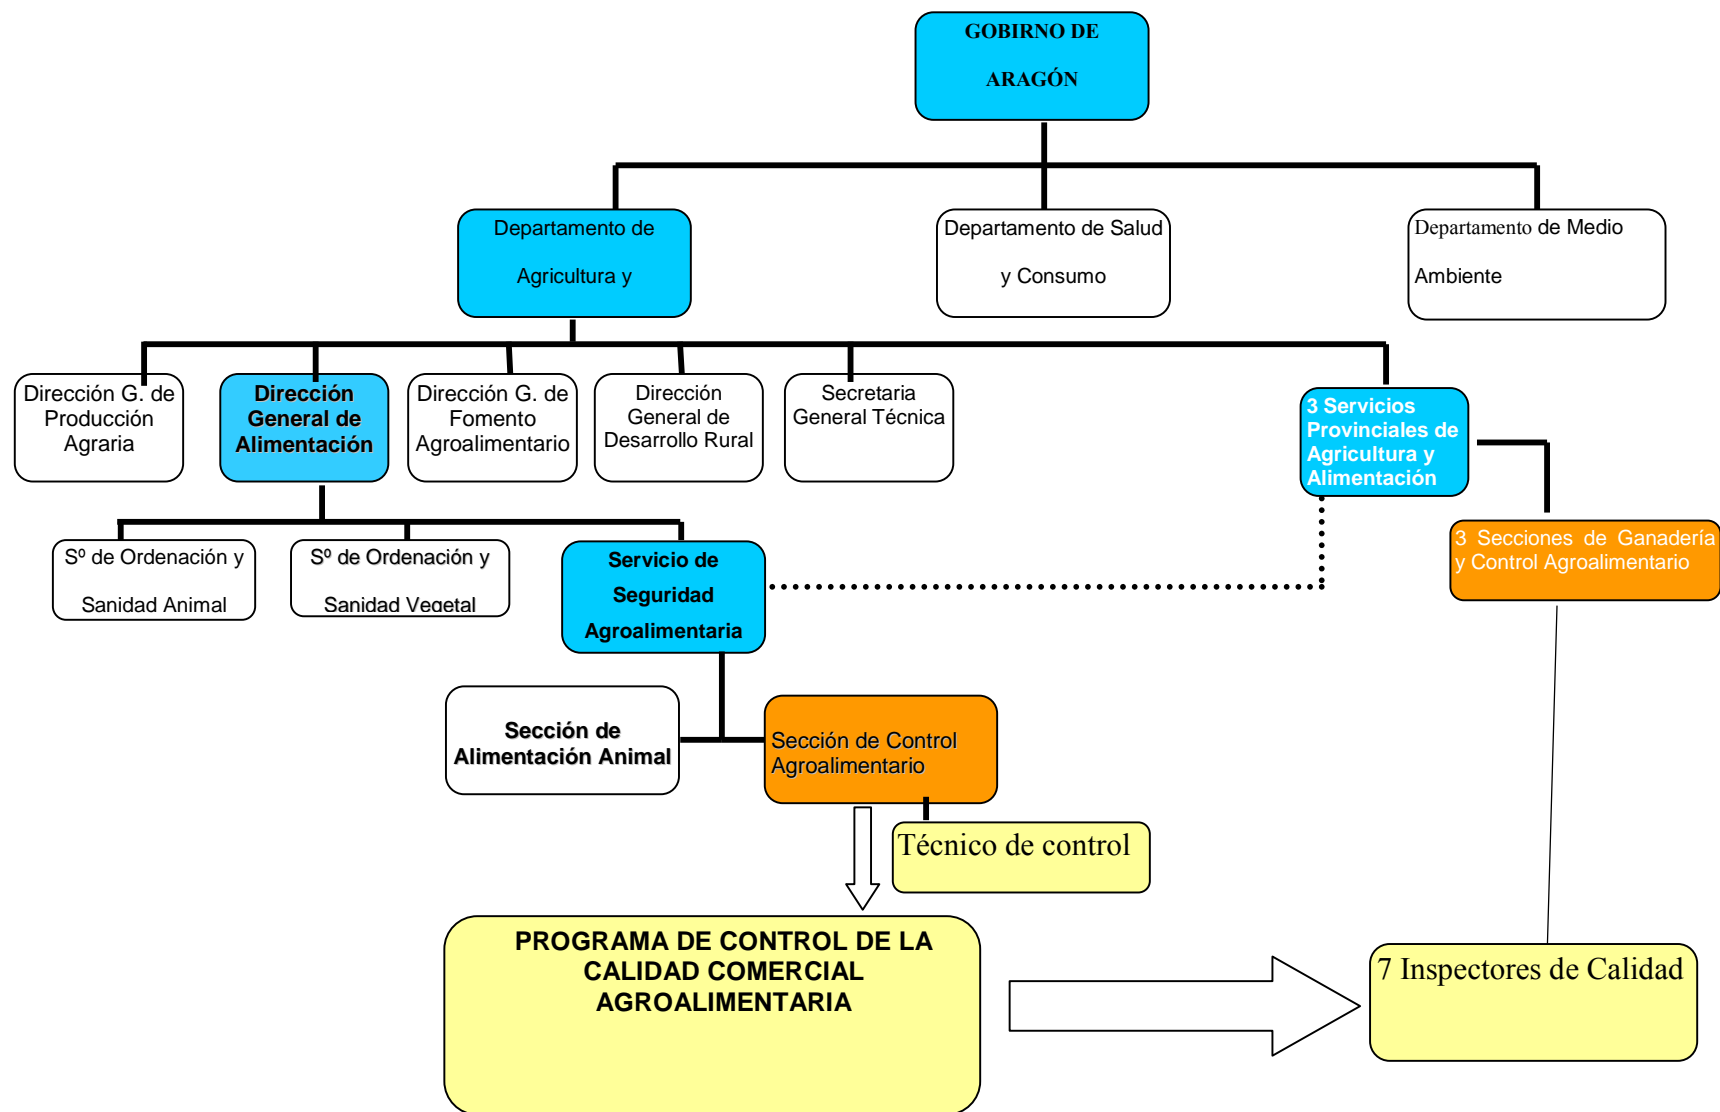 GOBIRNO DE
ARAGÓN
Departamento de
Agricultura y
Departamento de Salud
y Consumo
Departamento de Medio
Ambiente
Dirección G. de
Producción
Agraria
Dirección
General de
Alimentación
Dirección G. de
Fomento
Agroalimentario
Dirección
General de
Desarrollo Rural
Secretaria
General Técnica
3 Servicios
Provinciales de
Agricultura y
Alimentación
3 Secciones de Ganadería
y Control Agroalimentario
Sº de Ordenación y
Sanidad Animal
Sº de Ordenación y
Sanidad Vegetal
Servicio de
Seguridad
Agroalimentaria
Sección de
Alimentación Animal
Sección de Control
Agroalimentario
Técnico de control
PROGRAMA DE CONTROL DE LA
CALIDAD COMERCIAL
AGROALIMENTARIA
7 Inspectores de Calidad